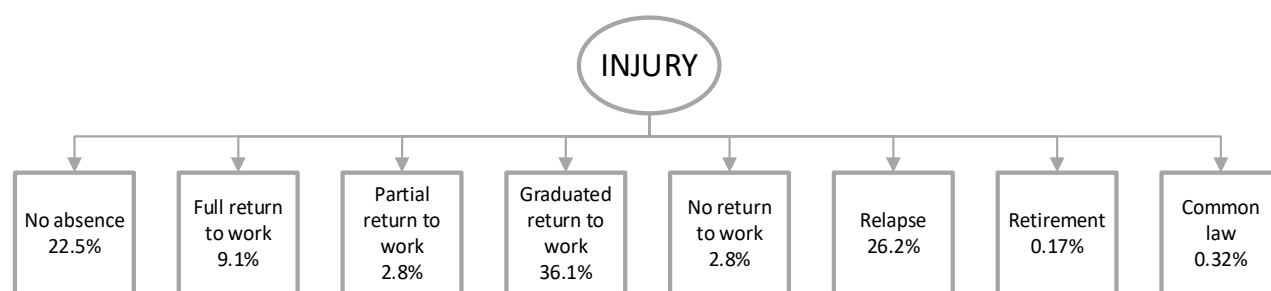 INJURY
No absence
22.5%
Full return
to work
9.1%
Partial
return to
work
2.8%
Graduated
return to
work
36.1%
No return
to work
2.8%
Relapse
26.2%
Retirement
0.17%
Common
law
0.32%